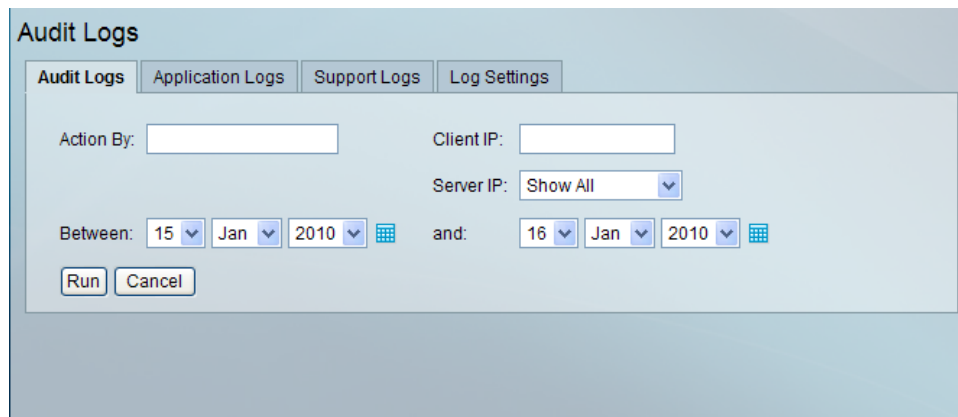 Audit Logs
Audit Logs Application Logs Support Logs Log Settings
Action By: Client IP:
Server IP: Show All
Between: 15 Jan 2010 and: 16 Jan 2010
Run Cancel